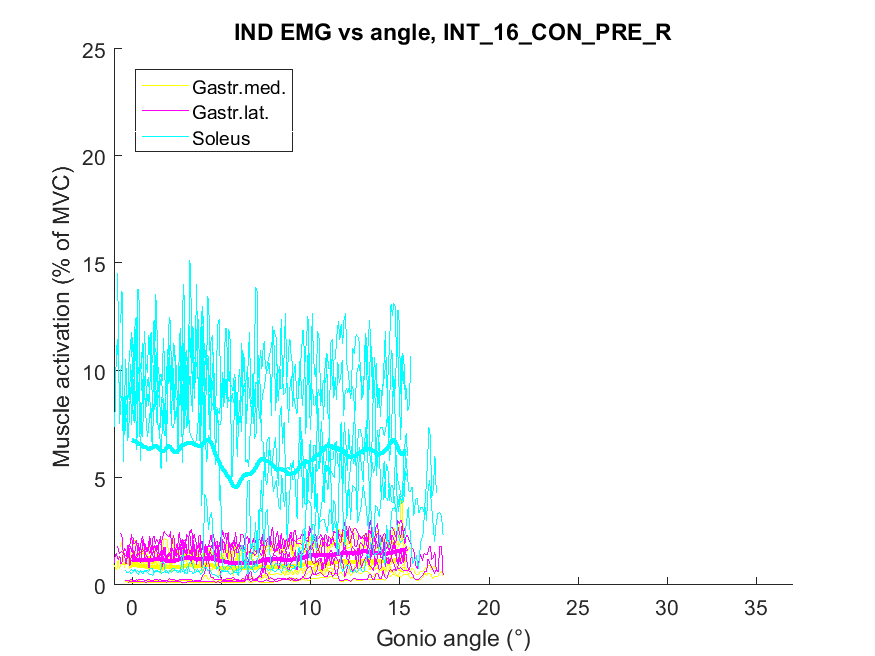 IND EMG vs angle, INT_16_CON_PRE_R
25
20
15
10
5
0
Muscle activation (% of MVC)
Gastr.med.
Gastr.lat.
Soleus
0 5 10 15 20 25 30 35
Gonio angle (°)